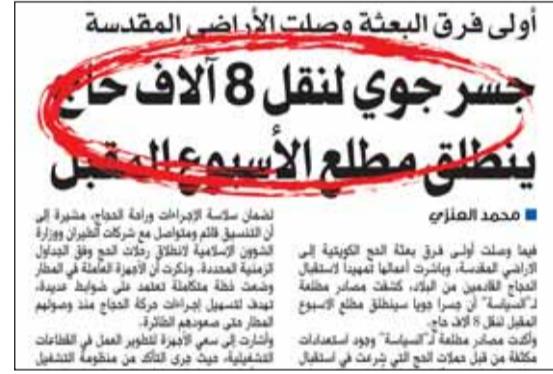 أولى فرق البعثة وصلت الأراضي المقدسة
جسر جوي لنقل 8 آلاف حاج
ينطلق مطلع الأسبوع المقبل
محمد العنزي
فيما وصلت أولى فرق بعثة الحج الكويتية إلى
الاراضي المقدسة، وباشرت أعمالها تمهيداً لاستقبال
الحجاج القادمين من البلاد، كشفت مصادر مطلعة
لـ"السياسة" أن جسرا جويا سينطلق مطلع الاسبوع
المقبل لنقل 8 آلاف حاج.
وأكدت مصادر مطلعة لـ"السياسة" وجود استعدادات
مكثفة من قبل حملات الحج التي شرعت في استقبال
لضمان سلاسة الإجراءات وراحة الحجاج، مشيرة إلى
أن التنسيق قائم ومتواصل مع شركات الطيران ووزارة
الشؤون الإسلامية لانطلاق رحلات الحج وفق الجداول
الزمنية المحددة. وذكرت أن الأجهزة العاملة في المطار
وضعت خطة متكاملة تعتمد على ضوابط عديدة،
تهدف لتسهيل إجراءات حركة الحجاج منذ وصولهم
المطار حتى صعودهم الطائرة.
وأشارت إلى سعي الأجهزة لتطوير العمل في القطاعات
التشغيلية، حيث جرى التأكد من منظومة التشغيل